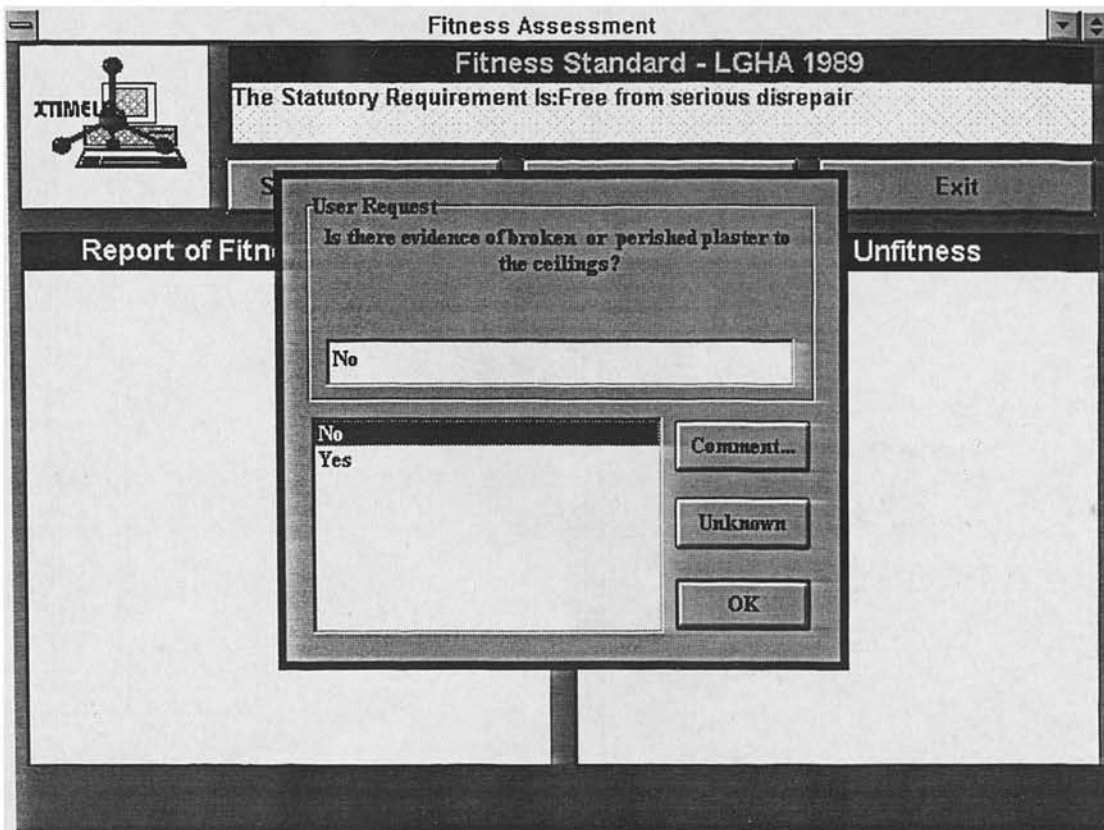 Fitness Assessment
Fitness Standard - LGHA 1989
XTIMELA
The Statutory Requirement Is:Free from serious disrepair
S
Exit
User Request
Is there evidence of broken or perished plaster to
the ceilings?
Report of Fitn
Unfitness
No
No
Yes
Comment...
Unknown
OK